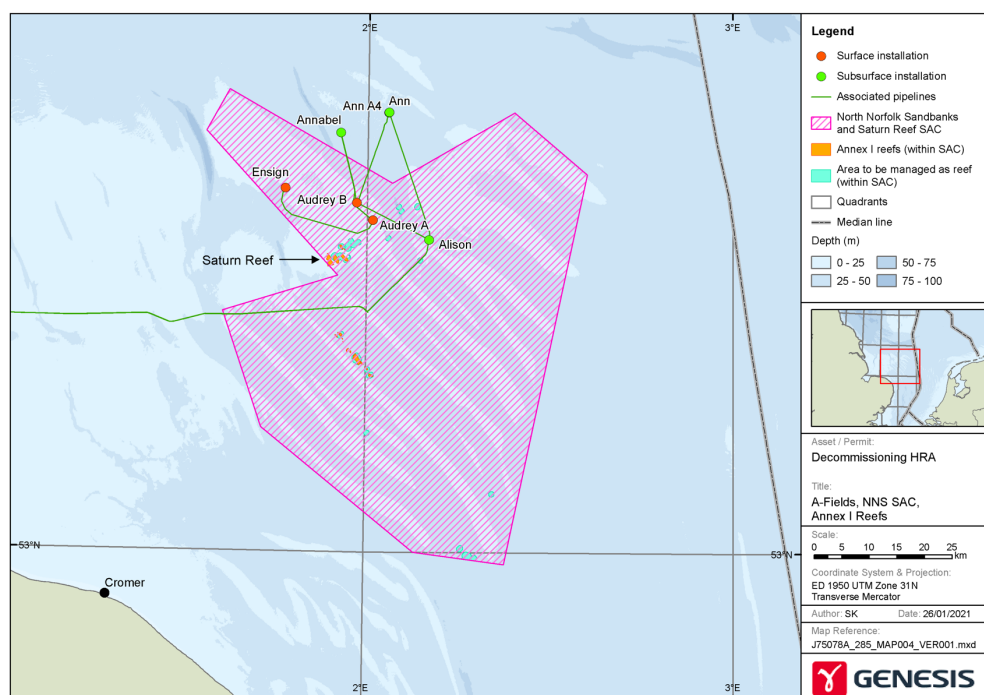 2°E
3°E
Ann A4
Ann
Annabel
Ensign
Audrey B
Audrey A
Alison
Saturn Reef
53°N
53°N
Cromer
2°E
3°E
Legend
Surface installation
Subsurface installation
Associated pipelines
North Norfolk Sandbanks
and Saturn Reef SAC
Annex I reefs (within SAC)
Area to be managed as reef
(within SAC)
Quadrants
Median line
Depth (m)
0 - 25
50 - 75
25 - 50
75 - 100
Asset / Permit:
Decommissioning HRA
Title:
A-Fields, NNS SAC,
Annex I Reefs
Scale:
0 5 10 15 20 25
km
Coordinate System & Projection:
ED 1950 UTM Zone 31N
Transverse Mercator
Author: SK Date: 26/01/2021
Map Reference:
J75078A_285_MAP004_VER001.mxd
GENESIS